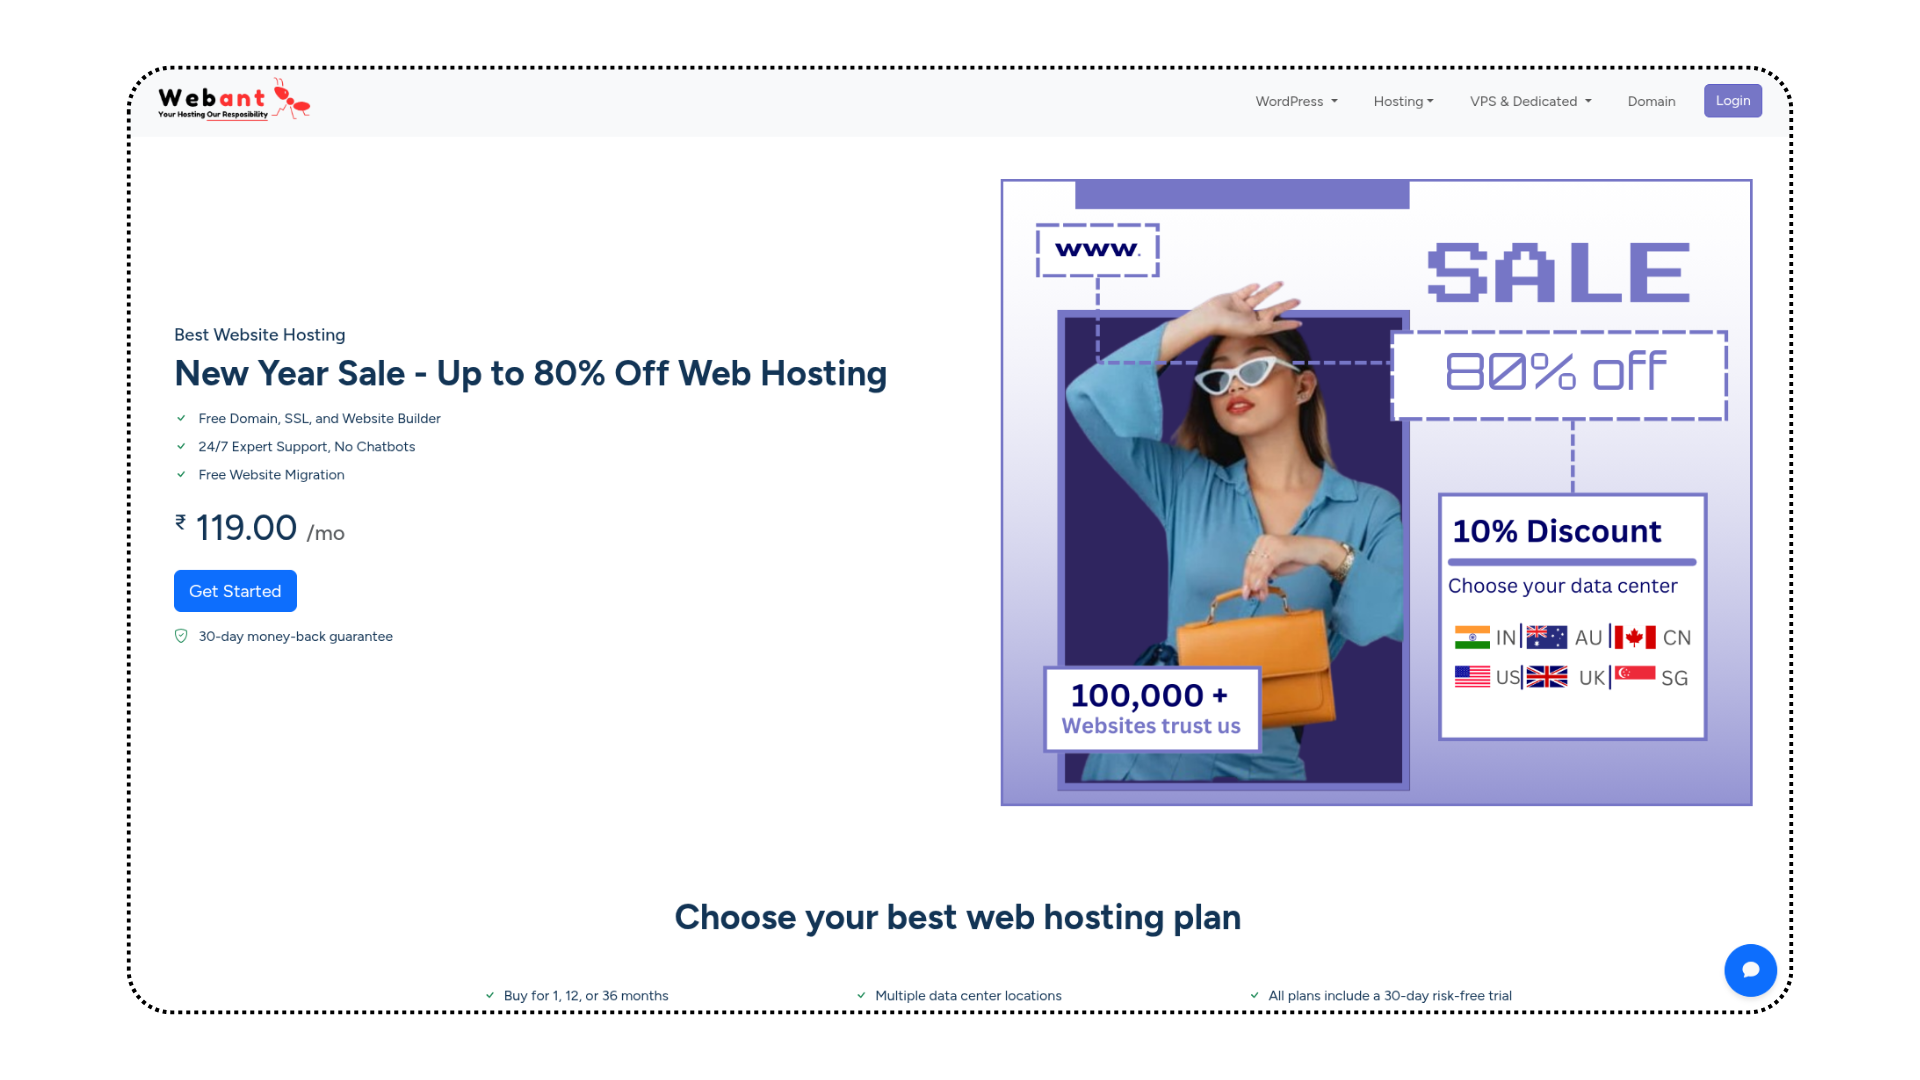 Webant
Your Hosting Our Resposibility
WordPress
Hosting
VPS & Dedicated
Domain
Login
Best Website Hosting
New Year Sale - Up to 80% Off Web Hosting
Free Domain, SSL, and Website Builder
24/7 Expert Support, No Chatbots
Free Website Migration
₹ 119.00 /mo
Get Started
30-day money-back guarantee
www.
SALE
80% off
10% Discount
Choose your data center
IN AU CN
US UK SG
100,000 +
Websites trust us
Choose your best web hosting plan
Buy for 1, 12, or 36 months
Multiple data center locations
All plans include a 30-day risk-free trial